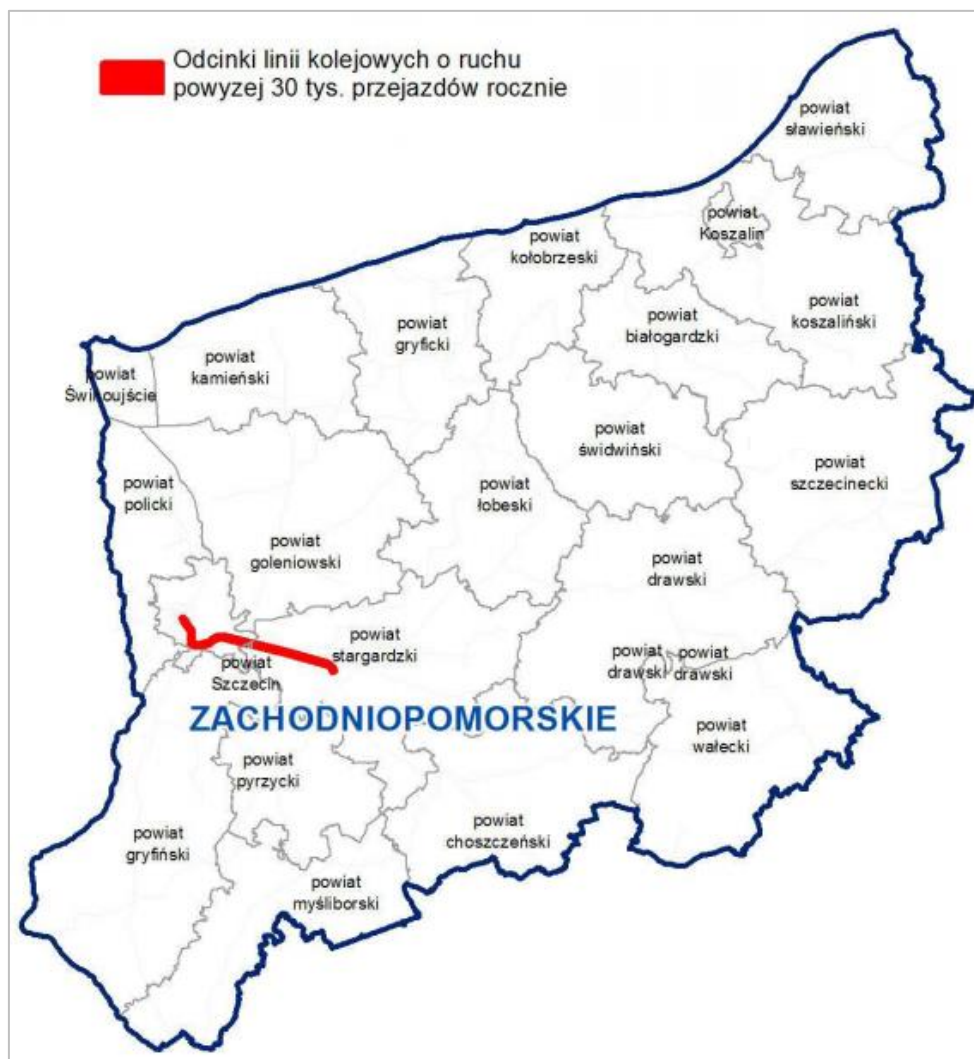 Odcinki linii kolejowych o ruchu
powyzej 30 tys. przejazdów rocznie
powiat
sławieński
powiat
Koszalin
powiat
kołobrzeski
powiat
koszaliński
powiat
białogardzki
powiat
gryficki
powiat
kamieński
powiat
Świnoujście
powiat
świdwiński
powiat
szczecinecki
powiat
policki
powiat
łobeski
powiat
goleniowski
powiat
drawski
powiat
stargardzki
powiat
drawski
powiat
drawski
powiat
Szczecin
ZACHODNIOPOMORSKIE
powiat
wałecki
powiat
pyrzycki
powiat
choszczeński
powiat
gryfiński
powiat
myśliborski